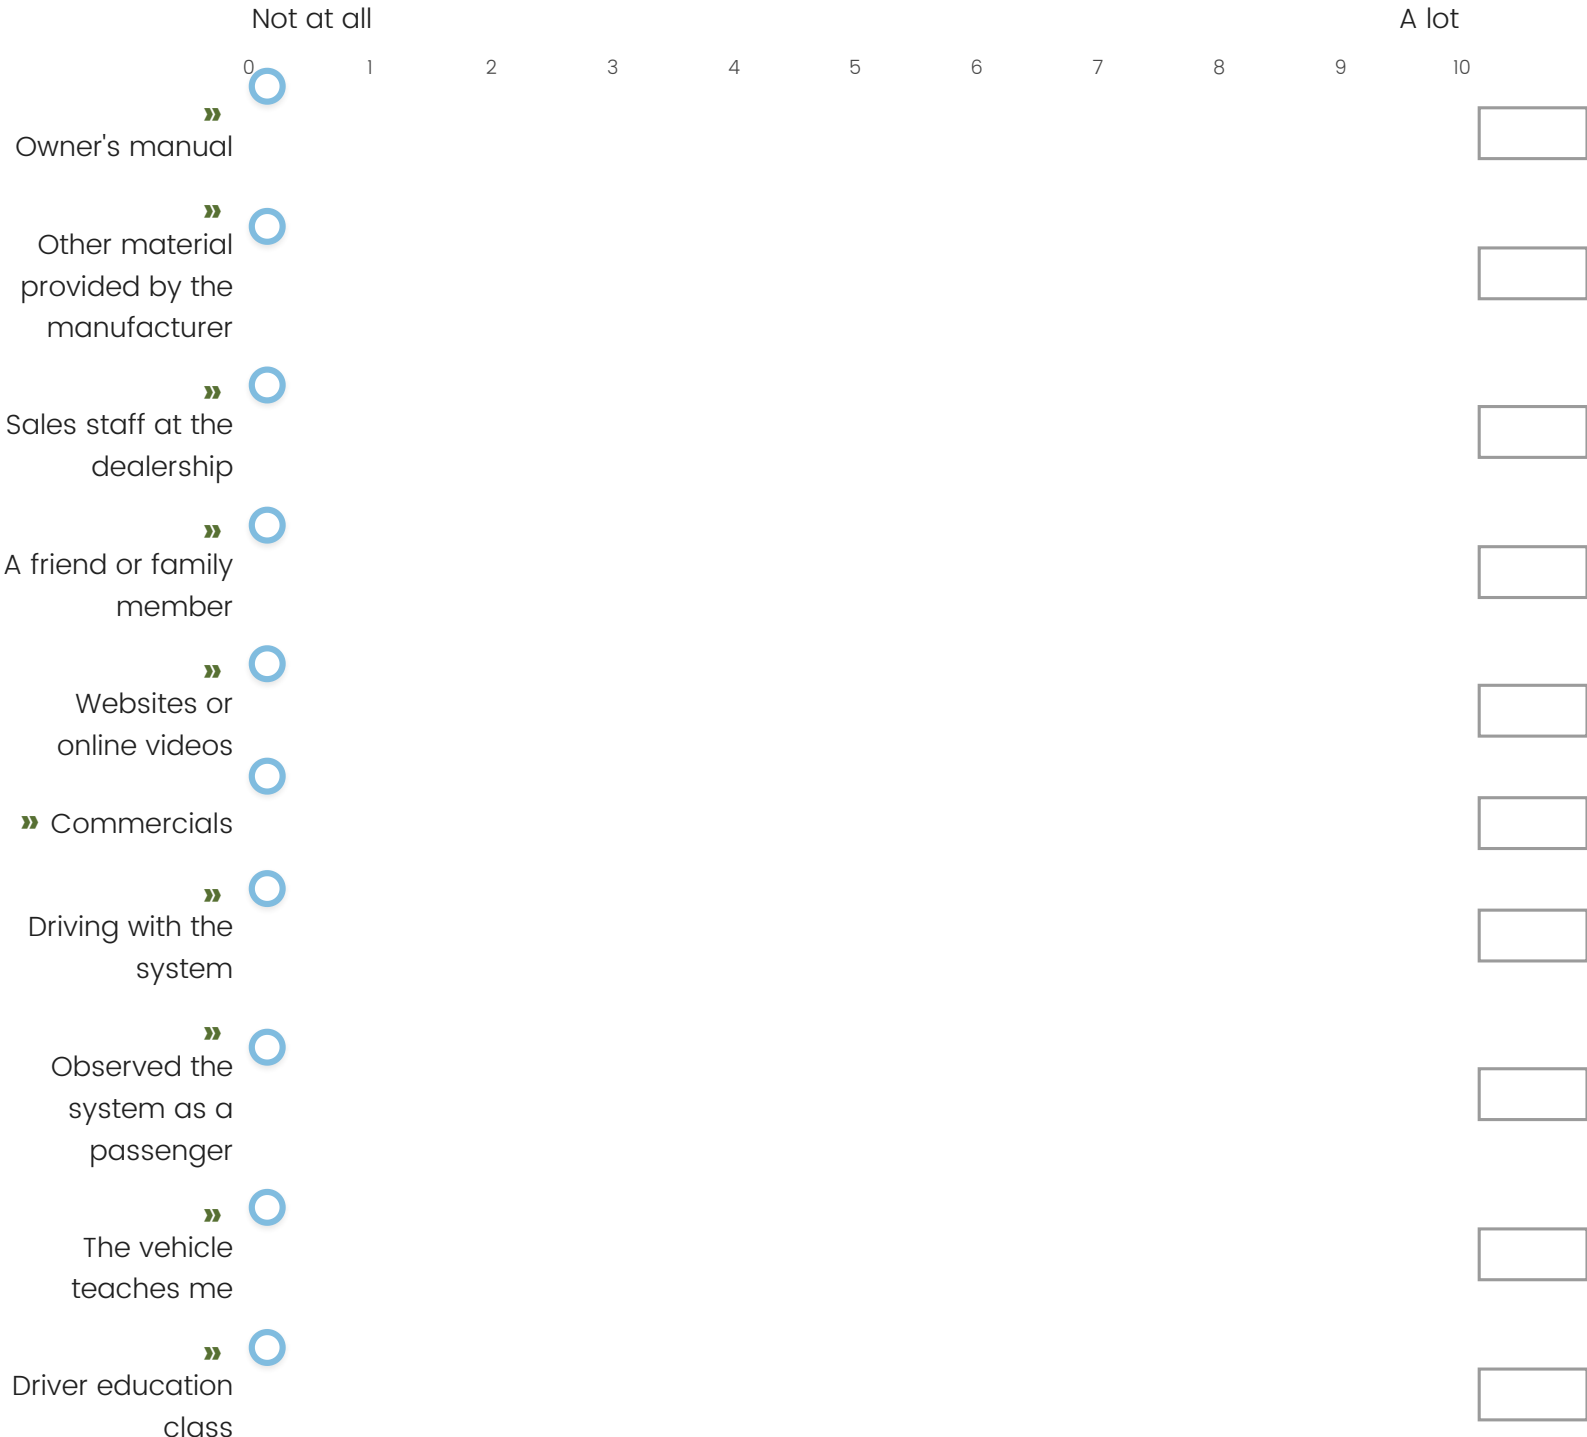 Not at all A lot
0 1 2 3 4 5 6 7 8 9 10
»
Owner's manual
»
Other material
provided by the
manufacturer
»
Sales staff at the
dealership
»
A friend or family
member
»
Websites or
online videos
» Commercials
»
Driving with the
system
»
Observed the
system as a
passenger
»
The vehicle
teaches me
»
Driver education
class